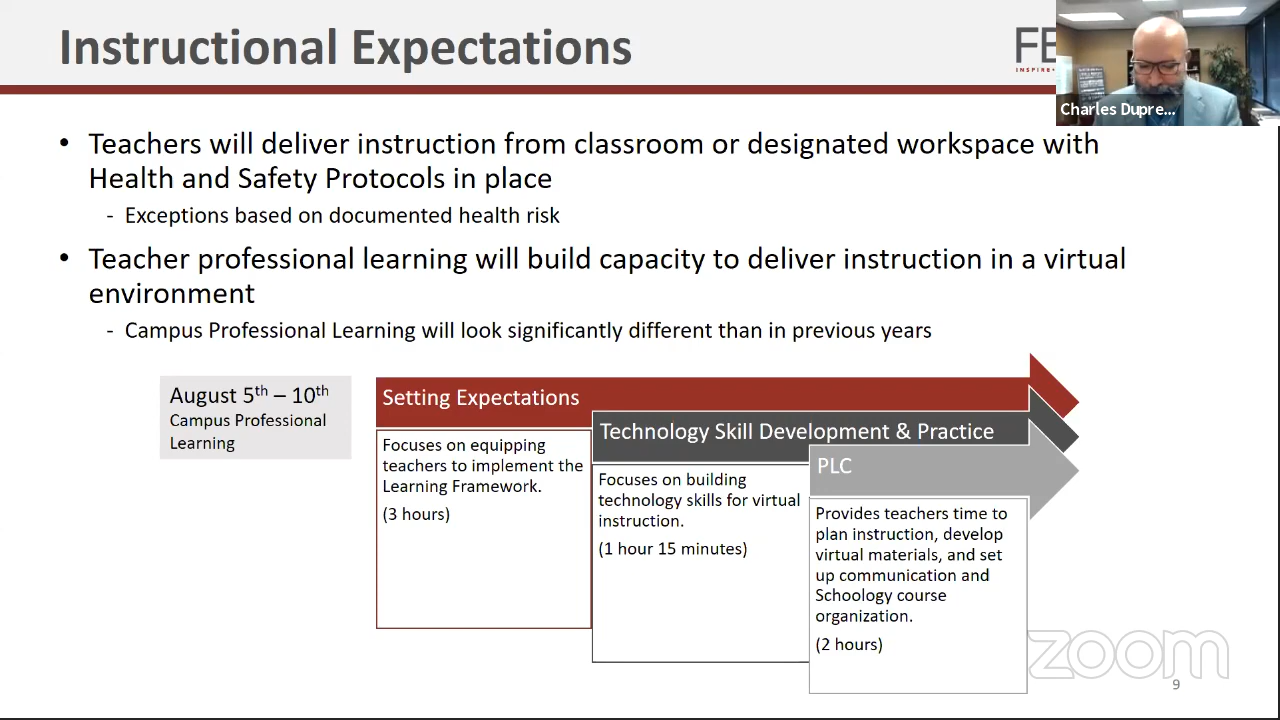 Instructional Expectations
FE
INSPIRE•
Charles Dupre...
• Teachers will deliver instruction from classroom or designated workspace with
Health and Safety Protocols in place
- Exceptions based on documented health risk
• Teacher professional learning will build capacity to deliver instruction in a virtual
environment
- Campus Professional Learning will look significantly different than in previous years
August 5th – 10th
Campus Professional
Learning
Setting Expectations
Focuses on equipping
teachers to implement the
Learning Framework.
(3 hours)
Technology Skill Development & Practice
Focuses on building
technology skills for virtual
instruction.
(1 hour 15 minutes)
PLC
Provides teachers time to
plan instruction, develop
virtual materials, and set
up communication and
Schoology course
organization.
(2 hours)
zoom
9